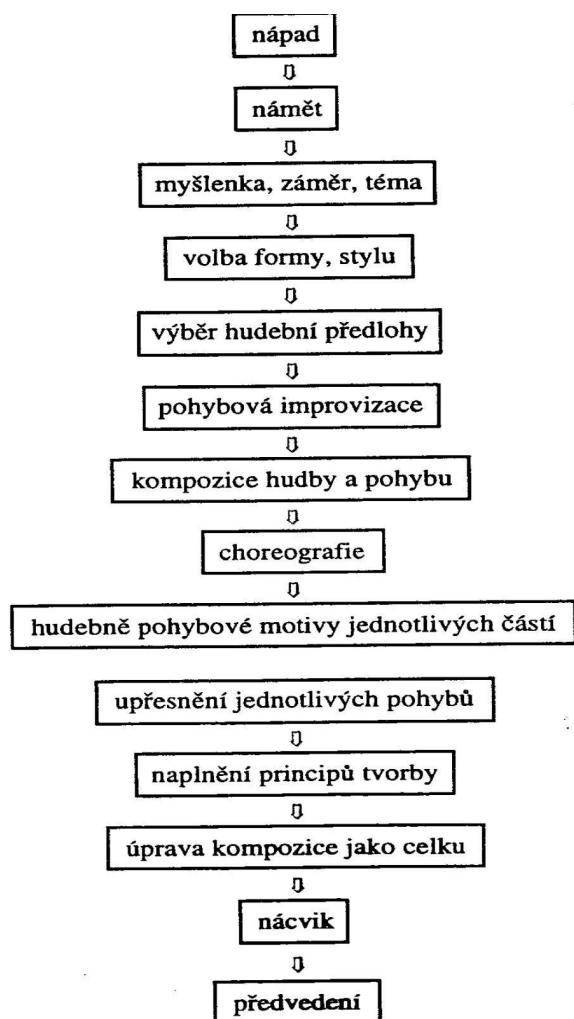 nápad
námět
myšlenka, záměr, téma
volba formy, stylu
výběr hudební předlohy
pohybová improvizace
kompozice hudby a pohybu
choreografie
hudebně pohybové motivy jednotlivých částí
upřesnění jednotlivých pohybů
naplnění principů tvorby
úprava kompozice jako celku
nácvik
předvedení